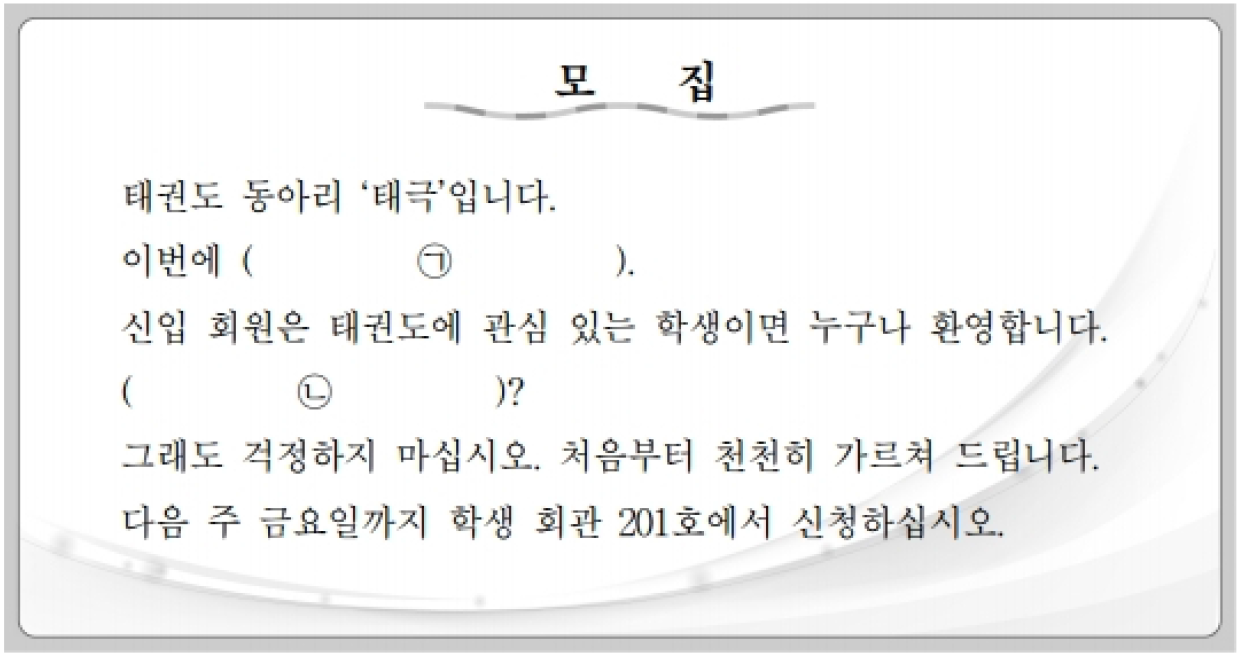 모 집
태권도 동아리 ‘태극’입니다.
이번에 ( ㉠ ).
신입 회원은 태권도에 관심 있는 학생이면 누구나 환영합니다.
( ㉡ )?
그래도 걱정하지 마십시오. 처음부터 천천히 가르쳐 드립니다.
다음 주 금요일까지 학생 회관 201호에서 신청하십시오.